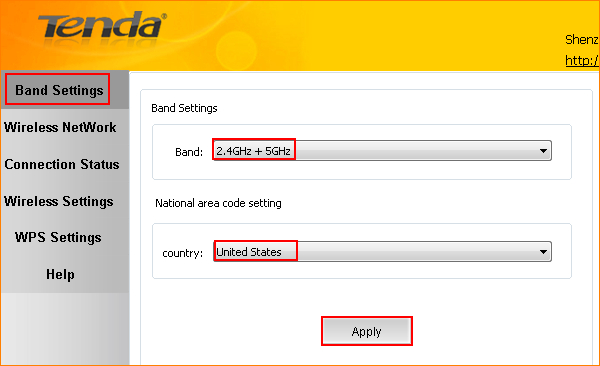 Tenda
Shenz
http:/
Band Settings
Wireless NetWork
Connection Status
Wireless Settings
WPS Settings
Help
Band Settings
Band: 2.4GHz + 5GHz
National area code setting
country: United States
Apply